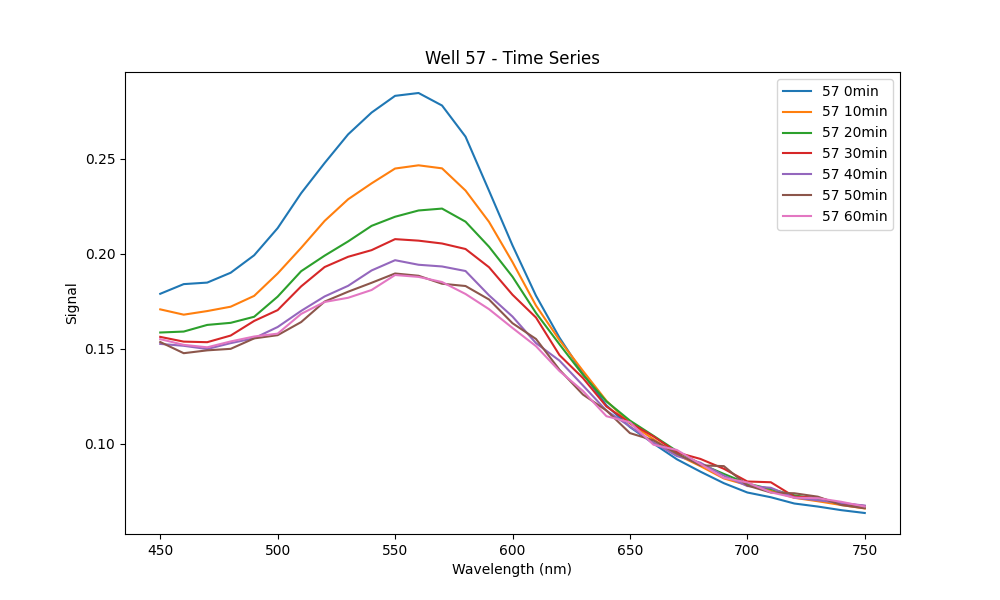 Well 57 - Time Series
57 0min
57 10min
57 20min
57 30min
57 40min
57 50min
57 60min
Signal
0.25
0.20
0.15
0.10
450 500 550 600 650 700 750
Wavelength (nm)